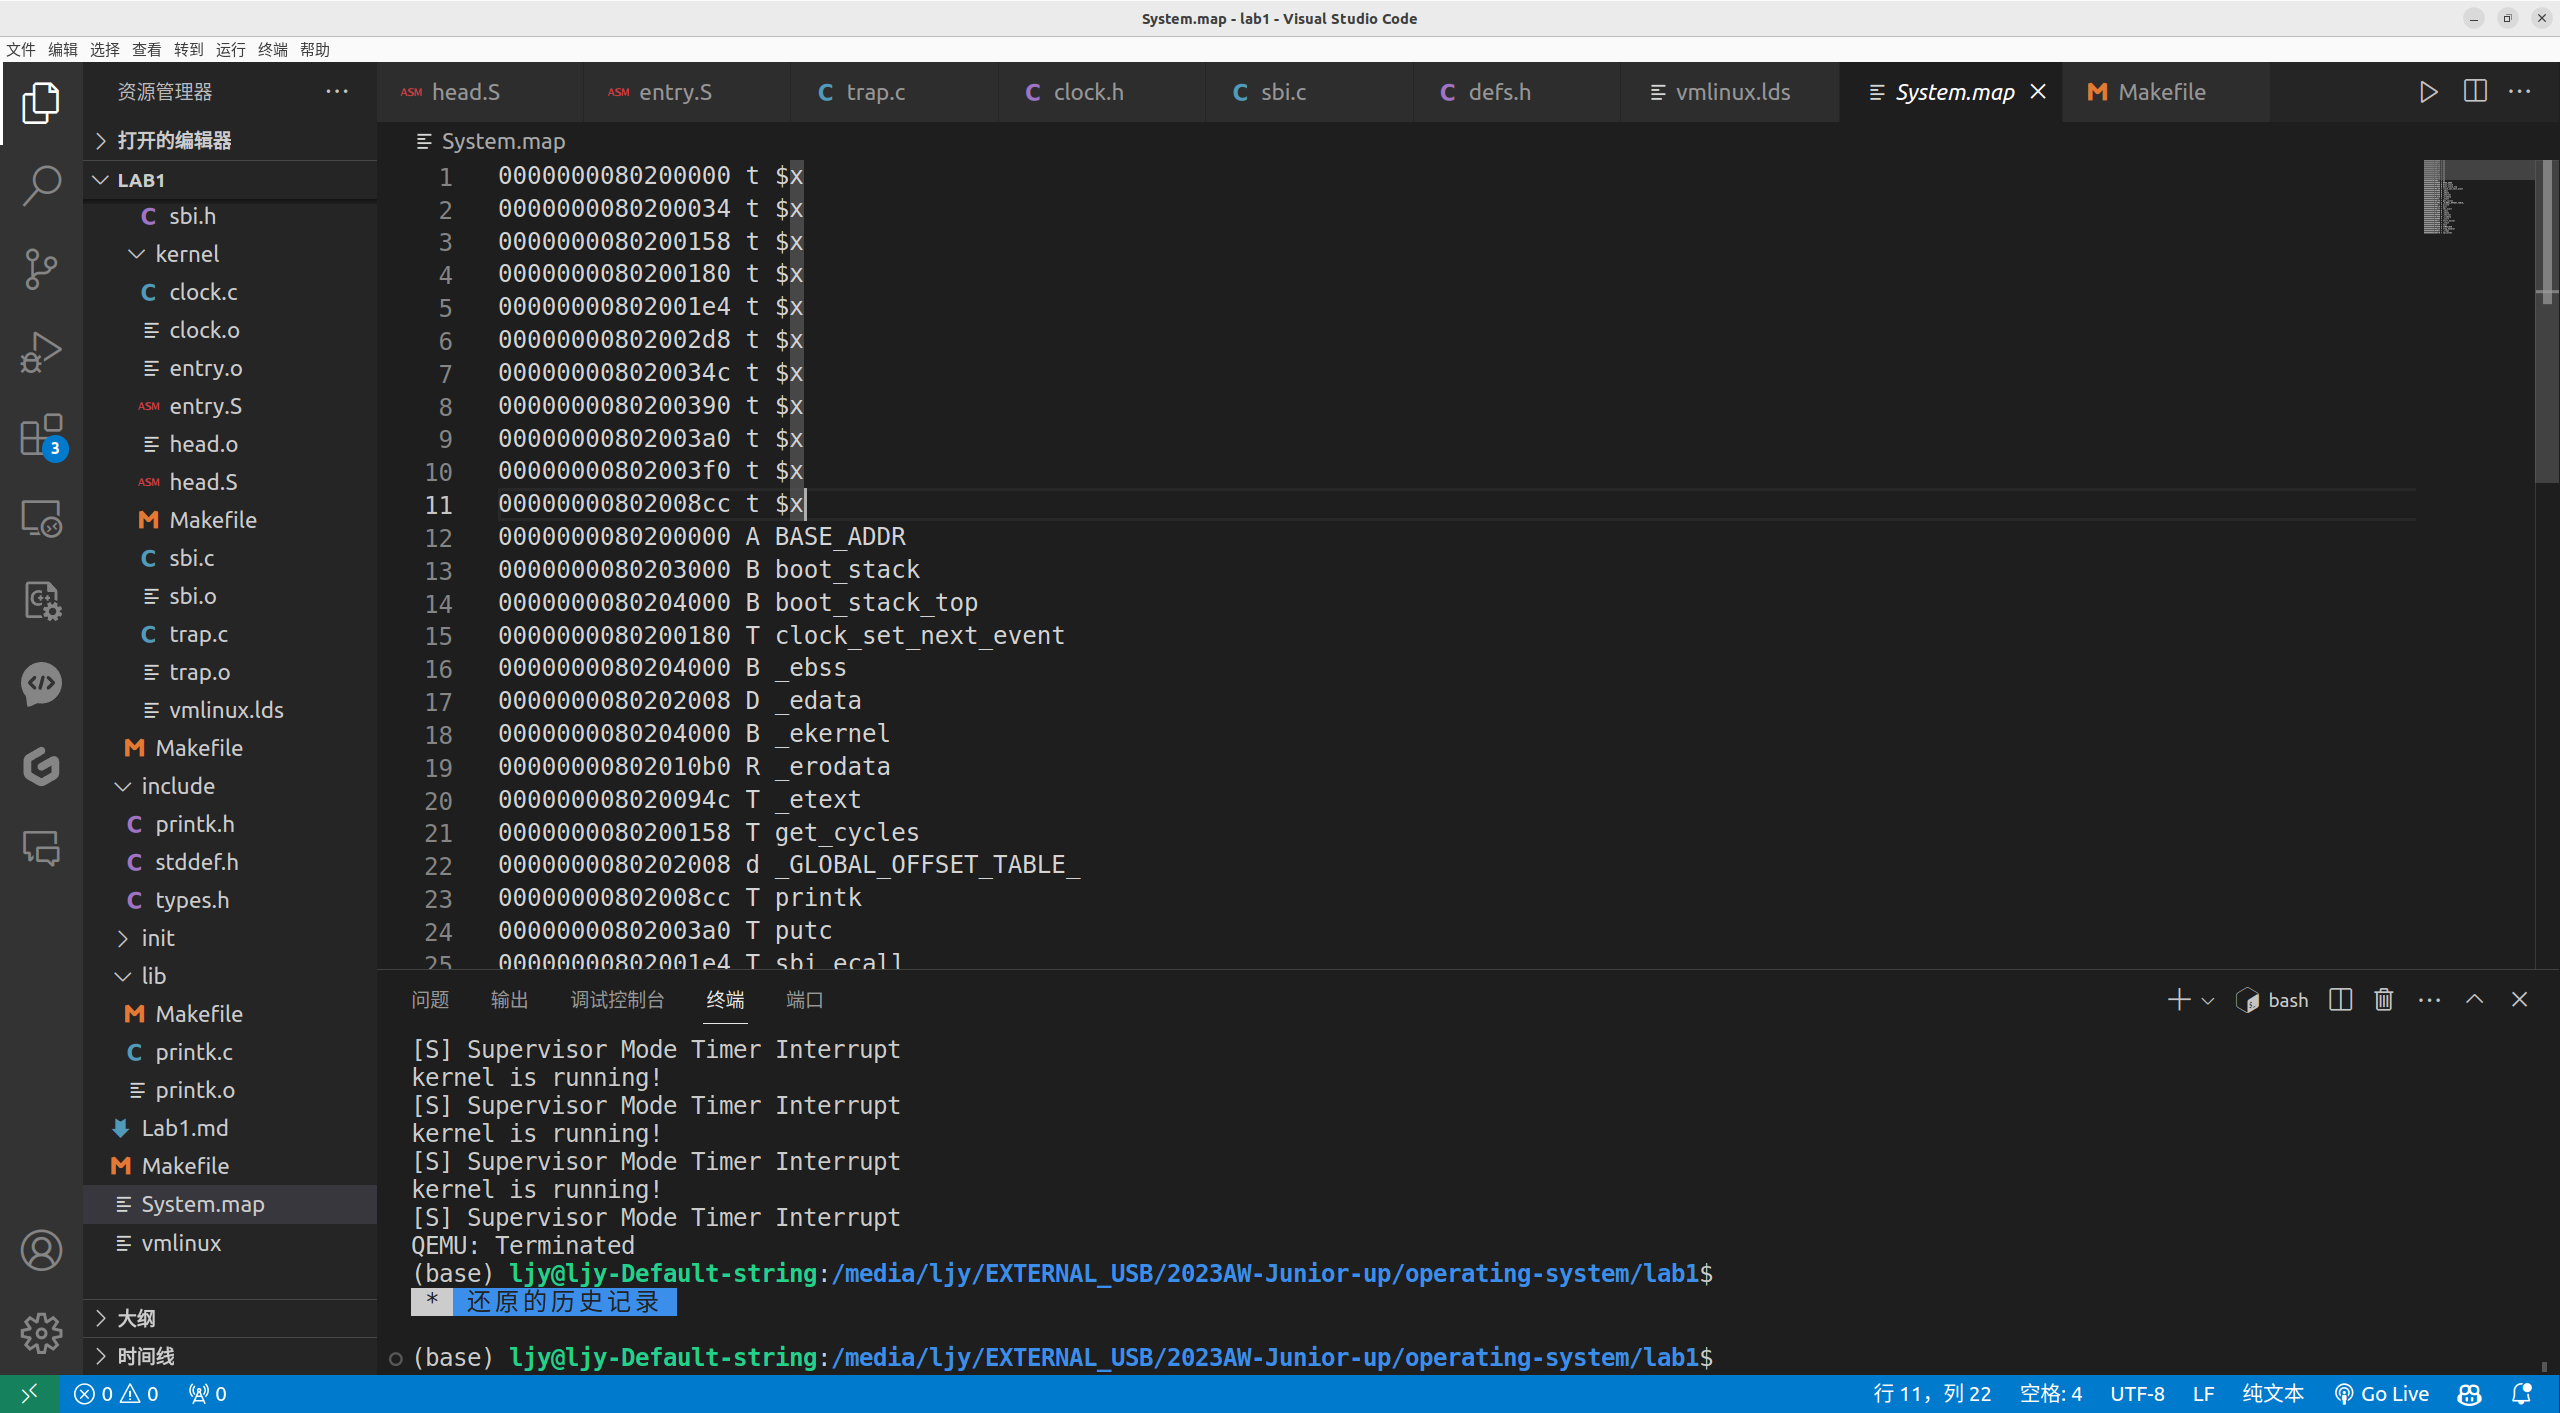 System.map - lab1 - Visual Studio Code
文件 编辑 选择 查看 转到 运行 终端 帮助
资源管理器
head.S
entry.S
trap.c
clock.h
sbi.c
defs.h
vmlinux.lds
System.map
Makefile
打开的编辑器
LAB1
sbi.h
kernel
clock.c
clock.o
entry.o
entry.S
head.o
head.S
Makefile
sbi.c
sbi.o
trap.c
trap.o
vmlinux.lds
Makefile
include
printk.h
stddef.h
types.h
init
lib
Makefile
printk.c
printk.o
Lab1.md
Makefile
System.map
vmlinux
大纲
时间线
3
System.map
1 0000000080200000 t $x
2 0000000080200034 t $x
3 0000000080200158 t $x
4 0000000080200180 t $x
5 00000000802001e4 t $x
6 00000000802002d8 t $x
7 000000008020034c t $x
8 0000000080200390 t $x
9 00000000802003a0 t $x
10 00000000802003f0 t $x
11 00000000802008cc t $x
12 0000000080200000 A BASE_ADDR
13 0000000080203000 B boot_stack
14 0000000080204000 B boot_stack_top
15 0000000080200180 T clock_set_next_event
16 0000000080204000 B _ebss
17 0000000080202008 D _edata
18 0000000080204000 B _ekernel
19 00000000802010b0 R _erodata
20 000000008020094c T _etext
21 0000000080200158 T get_cycles
22 0000000080202008 d _GLOBAL_OFFSET_TABLE_
23 00000000802008cc T printk
24 00000000802003a0 T putc
25 00000000802001e4 T sbi_ecall
问题 输出 调试控制台 终端 端口
bash
[S] Supervisor Mode Timer Interrupt
kernel is running!
[S] Supervisor Mode Timer Interrupt
kernel is running!
[S] Supervisor Mode Timer Interrupt
kernel is running!
[S] Supervisor Mode Timer Interrupt
QEMU: Terminated
(base) ljy@ljy-Default-string:/media/ljy/EXTERNAL_USB/2023AW-Junior-up/operating-system/lab1$
* 还原的历史记录
(base) ljy@ljy-Default-string:/media/ljy/EXTERNAL_USB/2023AW-Junior-up/operating-system/lab1$
0 0 0
行 11，列 22 空格: 4 UTF-8 LF 纯文本 Go Live